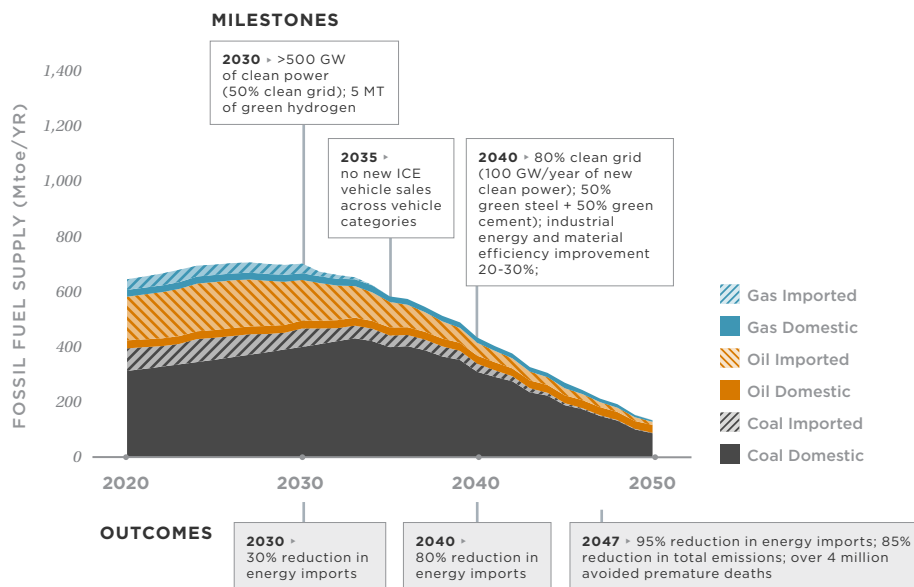 MILESTONES
2030 ▸ >500 GW
of clean power
(50% clean grid); 5 MT
of green hydrogen
2035 ▸
no new ICE
vehicle sales
across vehicle
categories
2040 ▸ 80% clean grid
(100 GW/year of new
clean power); 50%
green steel + 50% green
cement); industrial
energy and material
efficiency improvement
20-30%;
FOSSIL FUEL SUPPLY (Mtoe/YR)
1,400
1,200
1,000
800
600
400
200
0
2020
2030
2040
2050
Gas Imported
Gas Domestic
Oil Imported
Oil Domestic
Coal Imported
Coal Domestic
OUTCOMES
2030 ▸
30% reduction in
energy imports
2040 ▸
80% reduction in
energy imports
2047 ▸ 95% reduction in energy imports; 85%
reduction in total emissions; over 4 million
avoided premature deaths